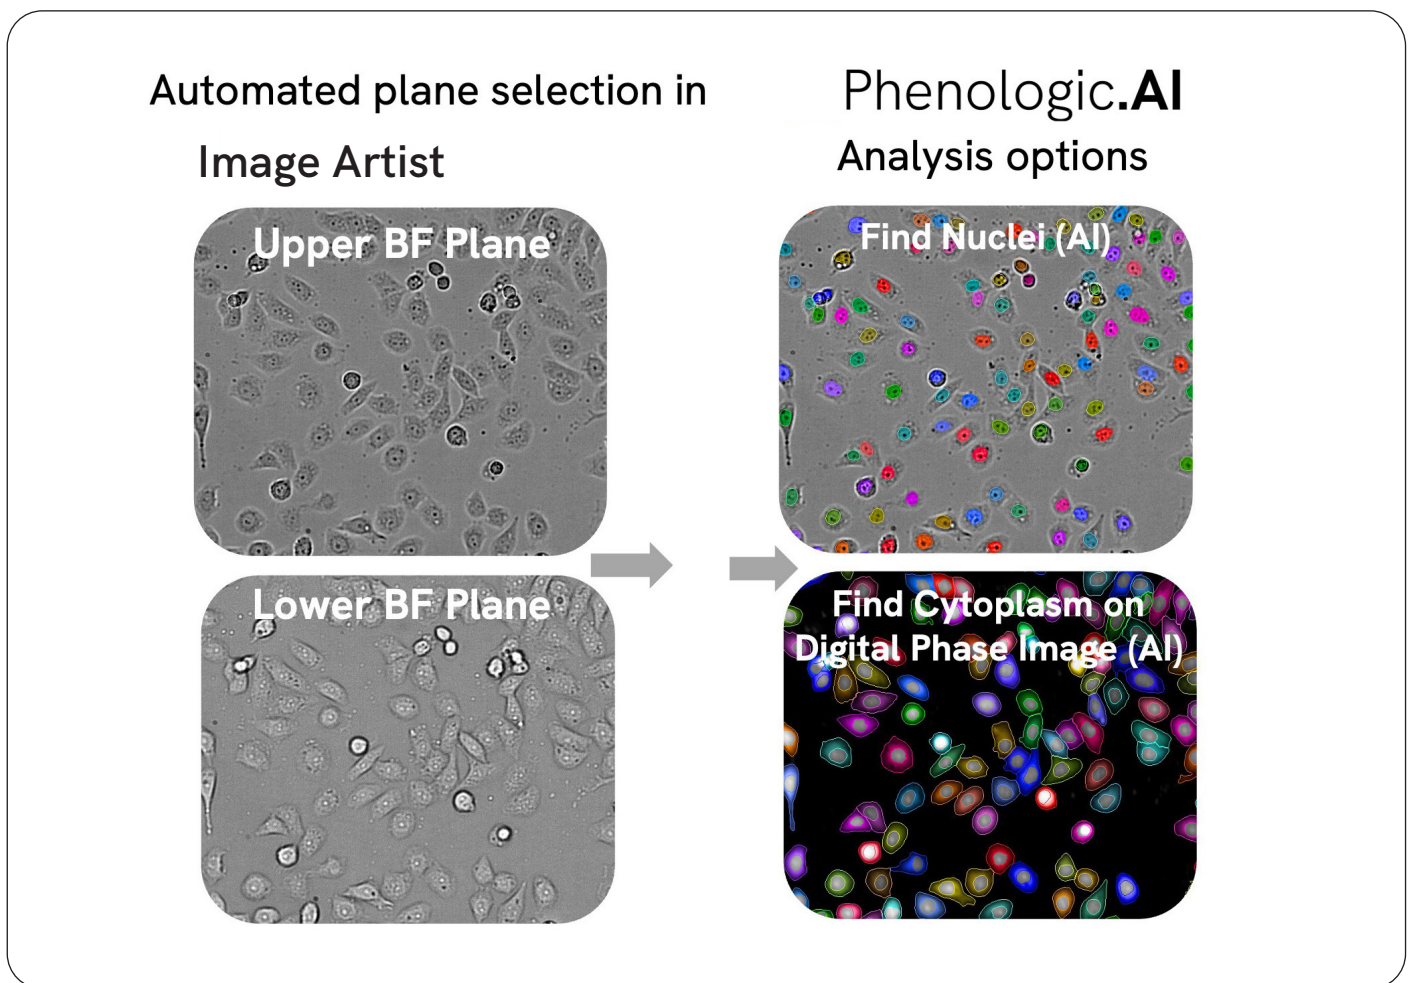 Automated plane selection in
Image Artist
Upper BF Plane
Lower BF Plane
Phenologic.AI
Analysis options
Find Nuclei (AI)
Find Cytoplasm on
Digital Phase Image (AI)